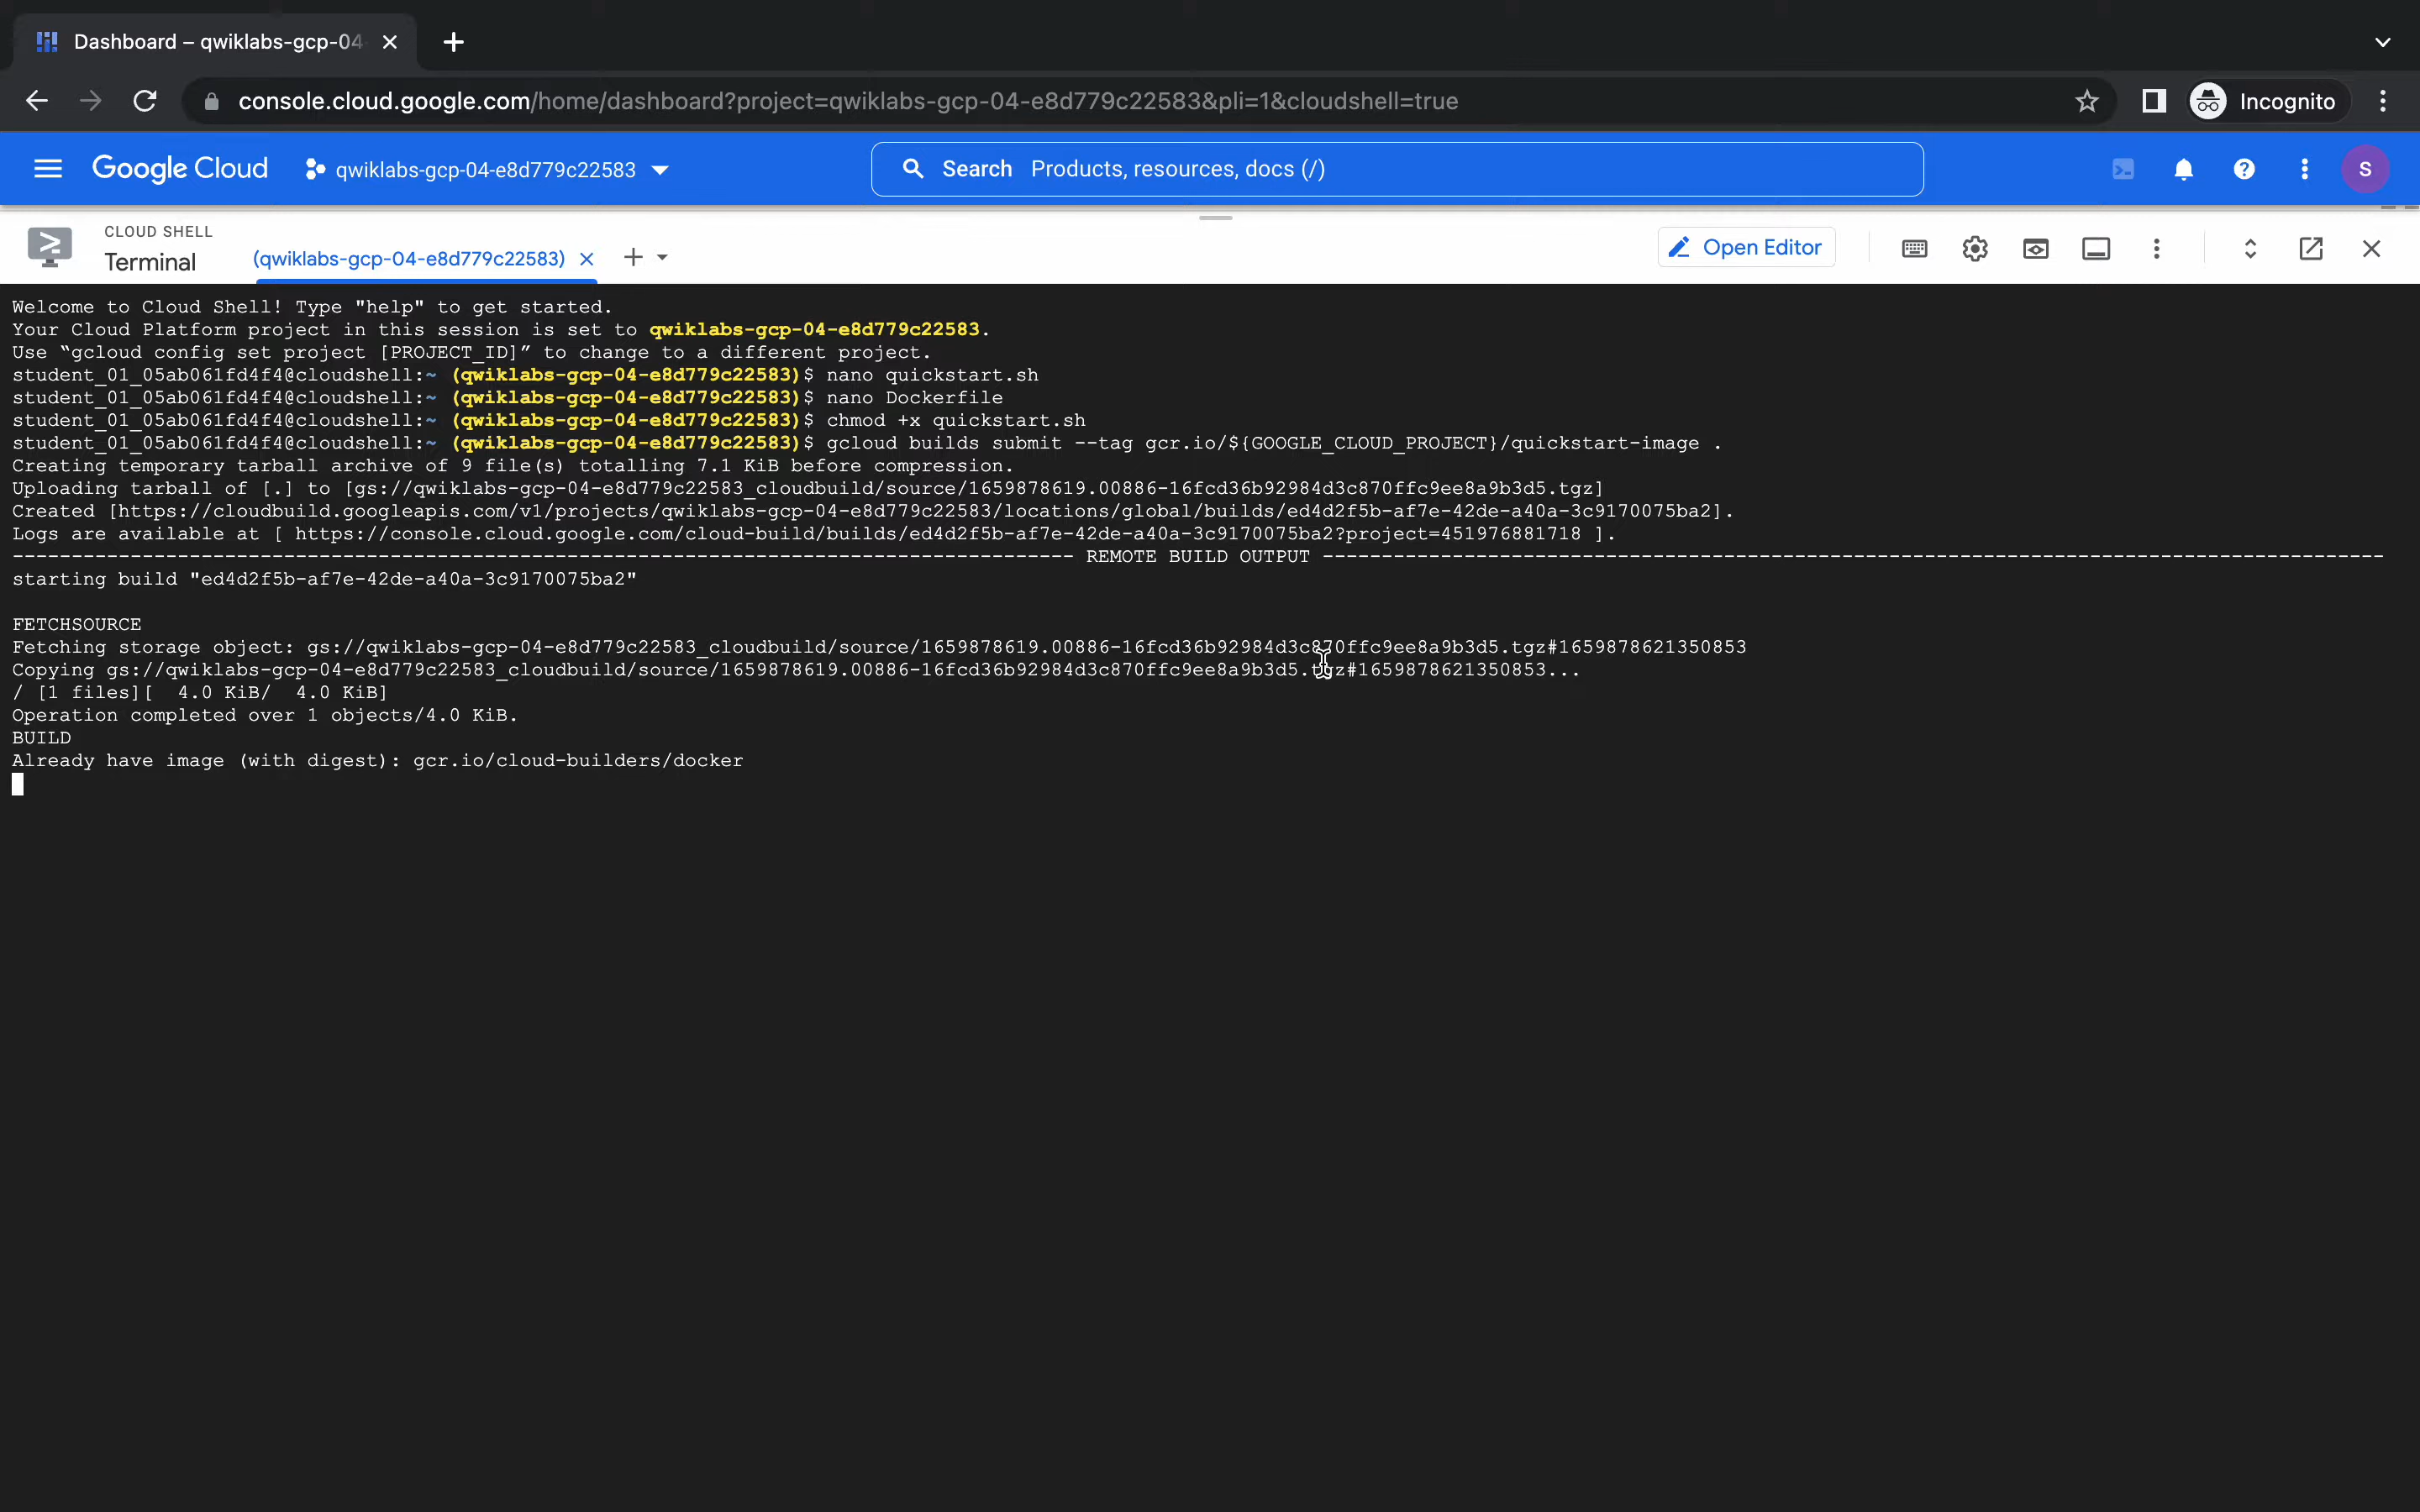 Dashboard – qwiklabs-gcp-04
console.cloud.google.com/home/dashboard?project=qwiklabs-gcp-04-e8d779c22583&pli=1&cloudshell=true
Incognito
Google Cloud
qwiklabs-gcp-04-e8d779c22583
Search Products, resources, docs (/)
S
CLOUD SHELL
Terminal
(qwiklabs-gcp-04-e8d779c22583)
Open Editor
Welcome to Cloud Shell! Type "help" to get started.
Your Cloud Platform project in this session is set to qwiklabs-gcp-04-e8d779c22583.
Use “gcloud config set project [PROJECT_ID]” to change to a different project.
student_01_05ab061fd4f4@cloudshell:~ (qwiklabs-gcp-04-e8d779c22583)$ nano quickstart.sh
student_01_05ab061fd4f4@cloudshell:~ (qwiklabs-gcp-04-e8d779c22583)$ nano Dockerfile
student_01_05ab061fd4f4@cloudshell:~ (qwiklabs-gcp-04-e8d779c22583)$ chmod +x quickstart.sh
student_01_05ab061fd4f4@cloudshell:~ (qwiklabs-gcp-04-e8d779c22583)$ gcloud builds submit --tag gcr.io/${GOOGLE_CLOUD_PROJECT}/quickstart-image .
Creating temporary tarball archive of 9 file(s) totalling 7.1 KiB before compression.
Uploading tarball of [.] to [gs://qwiklabs-gcp-04-e8d779c22583_cloudbuild/source/1659878619.00886-16fcd36b92984d3c870ffc9ee8a9b3d5.tgz]
Created [https://cloudbuild.googleapis.com/v1/projects/qwiklabs-gcp-04-e8d779c22583/locations/global/builds/ed4d2f5b-af7e-42de-a40a-3c9170075ba2].
Logs are available at [ https://console.cloud.google.com/cloud-build/builds/ed4d2f5b-af7e-42de-a40a-3c9170075ba2?project=451976881718 ].
------------------------------------------------------------------------------------------ REMOTE BUILD OUTPUT ------------------------------------------------------------------------------------------
starting build "ed4d2f5b-af7e-42de-a40a-3c9170075ba2"
FETCHSOURCE
Fetching storage object: gs://qwiklabs-gcp-04-e8d779c22583_cloudbuild/source/1659878619.00886-16fcd36b92984d3c870ffc9ee8a9b3d5.tgz#1659878621350853
Copying gs://qwiklabs-gcp-04-e8d779c22583_cloudbuild/source/1659878619.00886-16fcd36b92984d3c870ffc9ee8a9b3d5.tgz#1659878621350853...
/ [1 files][  4.0 KiB/  4.0 KiB]
Operation completed over 1 objects/4.0 KiB.
BUILD
Already have image (with digest): gcr.io/cloud-builders/docker